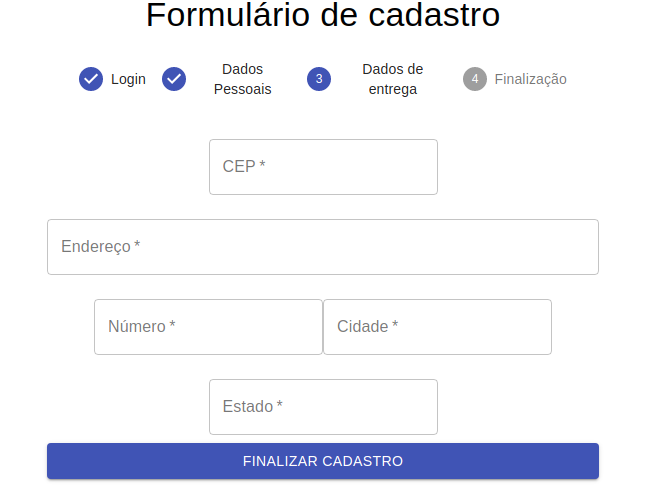 Formulário de cadastro
Login
Dados
Pessoais
3
Dados de
entrega
4
Finalização
CEP *
Endereço *
Número *
Cidade *
Estado *
FINALIZAR CADASTRO